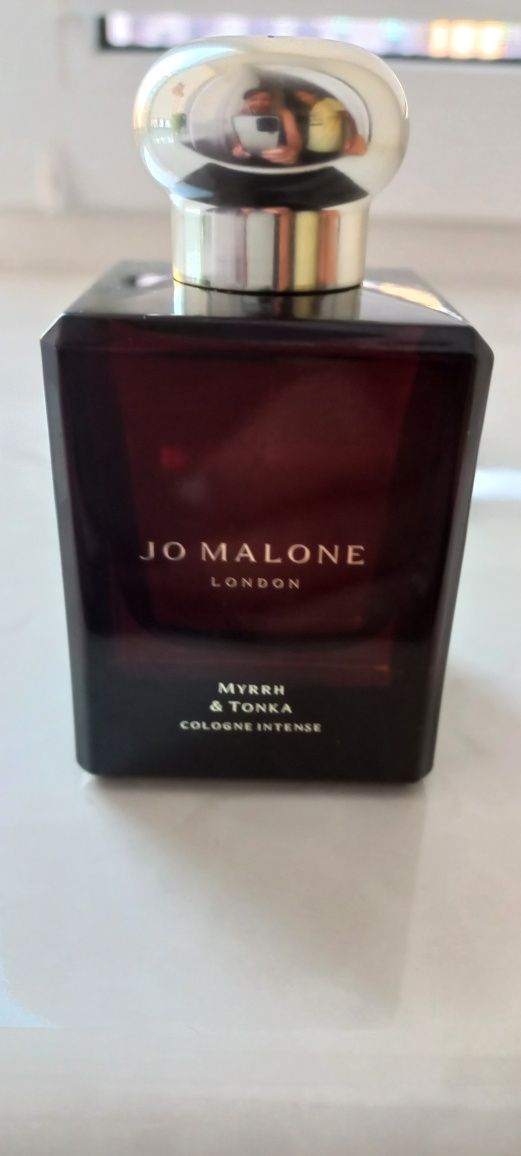 JO MALONE
LONDON
MYRRH
& TONKA
COLOGNE INTENSE